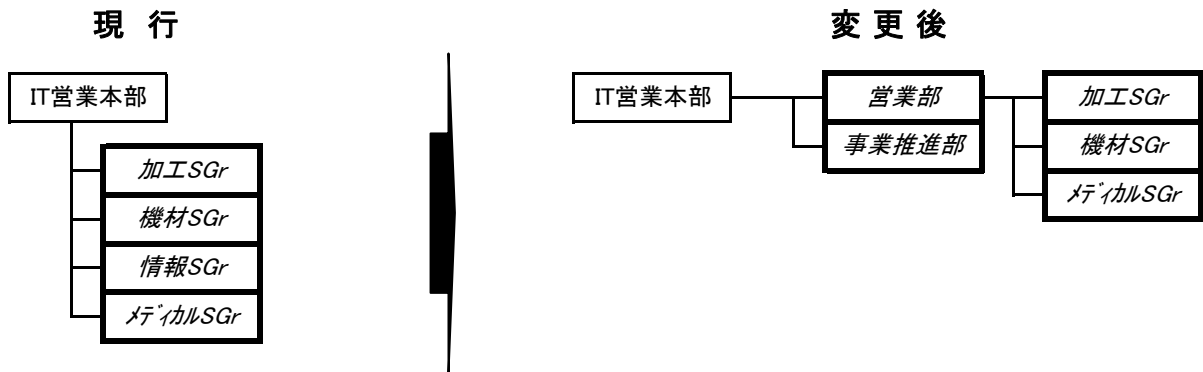 現 行
IT営業本部
加工SGr
機材SGr
情報SGr
ﾒﾃﾞｨｶﾙSGr
変 更 後
IT営業本部
営業部
事業推進部
加工SGr
機材SGr
ﾒﾃﾞｨｶﾙSGr